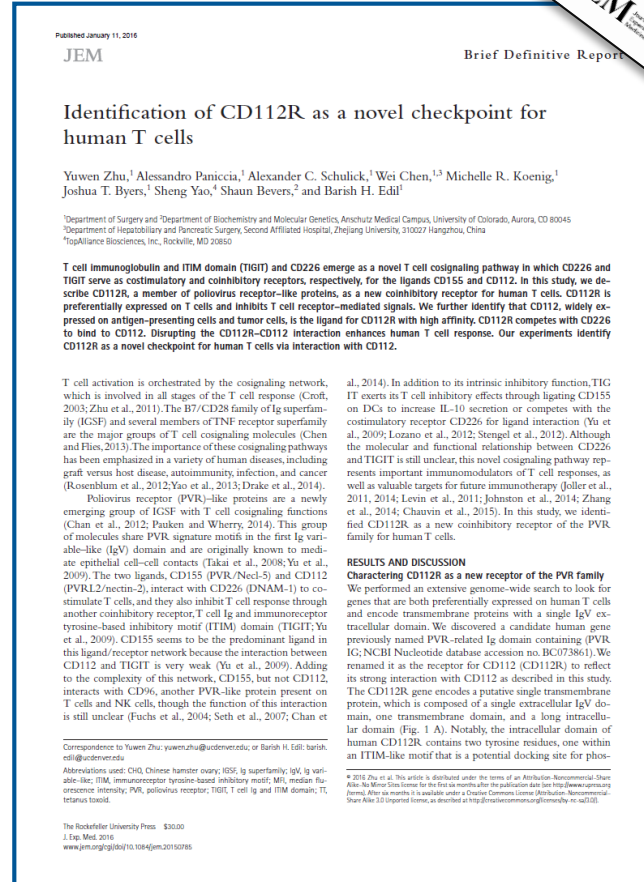 Published January 11, 2016
JEM
Brief Definitive Report
Identification of CD112R as a novel checkpoint for
human T cells
Yuwen Zhu,1 Alessandro Paniccia,1 Alexander C. Schulick,1 Wei Chen,1,3 Michelle R. Koenig,1
Joshua T. Byers,1 Sheng Yao,4 Shaun Bevers,2 and Barish H. Edil1
1Department of Surgery and 2Department of Biochemistry and Molecular Genetics, Anschutz Medical Campus, University of Colorado, Aurora, CO 80045
3Department of Hepatobiliary and Pancreatic Surgery, Second Affiliated Hospital, Zhejiang University, 310027 Hangzhou, China
4TopAlliance Biosciences, Inc., Rockville, MD 20850
T cell immunoglobulin and ITIM domain (TIGIT) and CD226 emerge as a novel T cell cosignaling pathway in which CD226 and
TIGIT serve as costimulatory and coinhibitory receptors, respectively, for the ligands CD155 and CD112. In this study, we de-
scribe CD112R, a member of poliovirus receptor–like proteins, as a new coinhibitory receptor for human T cells. CD112R is
preferentially expressed on T cells and inhibits T cell receptor–mediated signals. We further identify that CD112, widely ex-
pressed on antigen-presenting cells and tumor cells, is the ligand for CD112R with high affinity. CD112R competes with CD226
to bind to CD112. Disrupting the CD112R–CD112 interaction enhances human T cell response. Our experiments identify
CD112R as a novel checkpoint for human T cells via interaction with CD112.
T cell activation is orchestrated by the cosignaling network,
which is involved in all stages of the T cell response (Croft,
2003; Zhu et al., 2011). The B7/CD28 family of Ig superfam-
ily (IGSF) and several members of TNF receptor superfamily
are the major groups of T cell cosignaling molecules (Chen
and Flies, 2013). The importance of these cosignaling pathways
has been emphasized in a variety of human diseases, including
graft versus host disease, autoimmunity, infection, and cancer
(Rosenblum et al., 2012; Yao et al., 2013; Drake et al., 2014).
Poliovirus receptor (PVR)–like proteins are a newly
emerging group of IGSF with T cell cosignaling functions
(Chan et al., 2012; Pauken and Wherry, 2014). This group
of molecules share PVR signature motifs in the first Ig vari-
able–like (IgV) domain and are originally known to medi-
ate epithelial cell–cell contacts (Takai et al., 2008; Yu et al.,
2009). The two ligands, CD155 (PVR/Necl-5) and CD112
(PVRL2/nectin-2), interact with CD226 (DNAM-1) to co-
stimulate T cells, and they also inhibit T cell response through
another coinhibitory receptor, T cell Ig and immunoreceptor
tyrosine-based inhibitory motif (ITIM) domain (TIGIT; Yu
et al., 2009). CD155 seems to be the predominant ligand in
this ligand/receptor network because the interaction between
CD112 and TIGIT is very weak (Yu et al., 2009). Adding
to the complexity of this network, CD155, but not CD112,
interacts with CD96, another PVR-like protein present on
T cells and NK cells, though the function of this interaction
is still unclear (Fuchs et al., 2004; Seth et al., 2007; Chan et
Correspondence to Yuwen Zhu: yuwen.zhu@ucdenver.edu; or Barish H. Edil: barish.
edil@ucdenver.edu
Abbreviations used: CHO, Chinese hamster ovary; IGSF, Ig superfamily; IgV, Ig vari-
able-like; ITIM, immunoreceptor tyrosine-based inhibitory motif; MFI, median flu-
orescence intensity; PVR, poliovirus receptor; TIGIT, T cell Ig and ITIM domain; TT,
tetanus toxoid.
The Rockefeller University Press $30.00
J. Exp. Med. 2016
www.jem.org/cgi/doi/10.1084/jem.20150785
al., 2014). In addition to its intrinsic inhibitory function, TIG
IT exerts its T cell inhibitory effects through ligating CD155
on DCs to increase IL-10 secretion or competes with the
costimulatory receptor CD226 for ligand interaction (Yu et
al., 2009; Lozano et al., 2012; Stengel et al., 2012). Although
the molecular and functional relationship between CD226
and TIGIT is still unclear, this novel cosignaling pathway rep-
resents important immunomodulators of T cell responses, as
well as valuable targets for future immunotherapy (Joller et al.,
2011, 2014; Levin et al., 2011; Johnston et al., 2014; Zhang
et al., 2014; Chauvin et al., 2015). In this study, we identi-
fied CD112R as a new coinhibitory receptor of the PVR
family for human T cells.
RESULTS AND DISCUSSION
Charactering CD112R as a new receptor of the PVR family
We performed an extensive genome-wide search to look for
genes that are both preferentially expressed on human T cells
and encode transmembrane proteins with a single IgV ex-
tracellular domain. We discovered a candidate human gene
previously named PVR-related Ig domain containing (PVR
IG; NCBI Nucleotide database accession no. BC073861). We
renamed it as the receptor for CD112 (CD112R) to reflect
its strong interaction with CD112 as described in this study.
The CD112R gene encodes a putative single transmembrane
protein, which is composed of a single extracellular IgV do-
main, one transmembrane domain, and a long intracellu-
lar domain (Fig. 1 A). Notably, the intracellular domain of
human CD112R contains two tyrosine residues, one within
an ITIM-like motif that is a potential docking site for phos-
© 2016 Zhu et al. This article is distributed under the terms of an Attribution–Noncommercial–Share
Alike–No Mirror Sites license for the first six months after the publication date (see http://www.rupress.org
/terms). After six months it is available under a Creative Commons License (Attribution–Noncommercial–
Share Alike 3.0 Unported license, as described at http://creativecommons.org/licenses/by-nc-sa/3.0/).